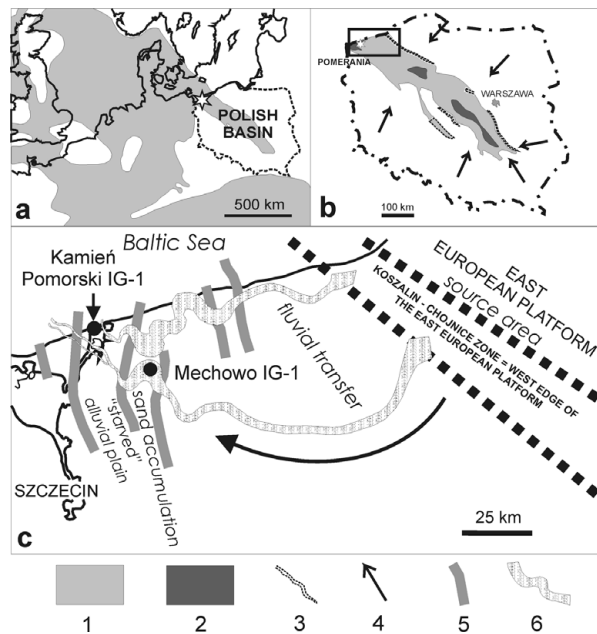 a
POLISH
BASIN
500 km
b
POMERANIA
WARSZAWA
100 km
c
Baltic Sea
Kamień
Pomorski IG-1
Mechowo IG-1
fluvial transfer
EAST
EUROPEAN PLATFORM
source area
KOSZALIN - CHOJNICE ZONE = WEST EDGE OF
THE EAST EUROPEAN PLATFORM
"starved"
alluvial plain
sand accumulation
SZCZECIN
25 km
1 2 3 4 5 6